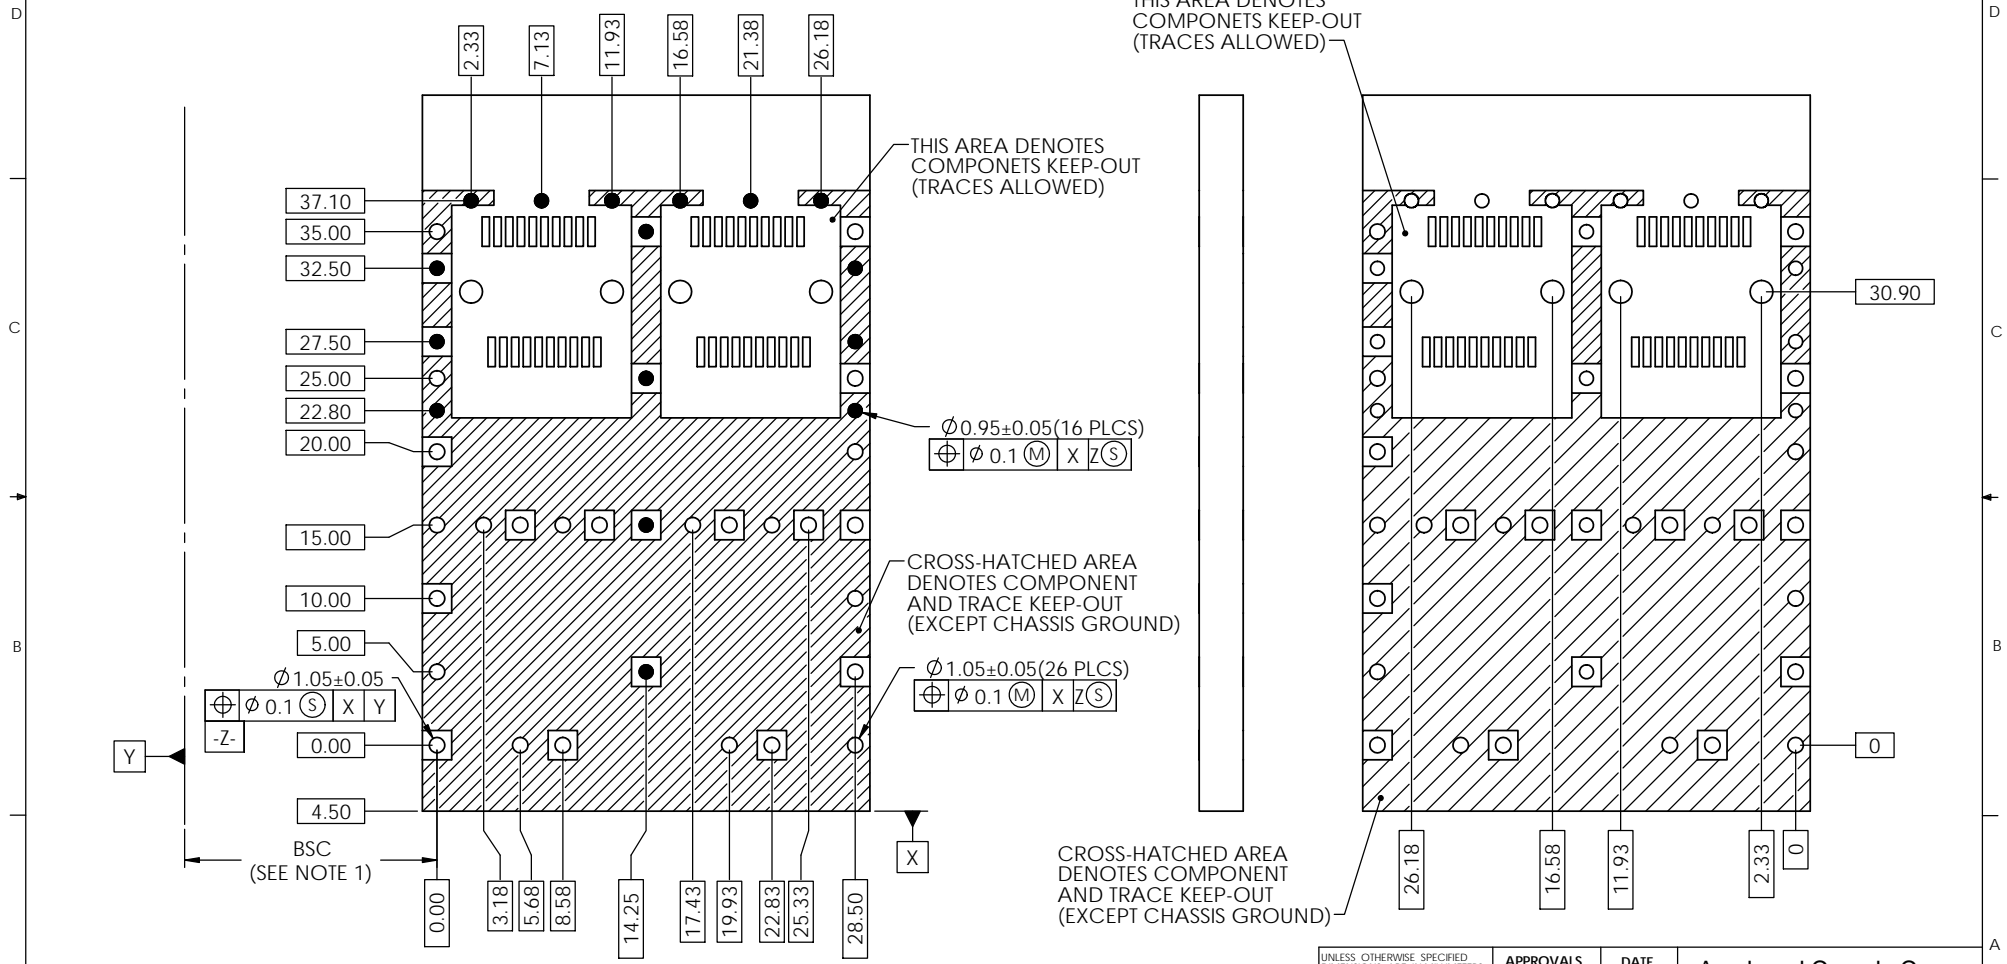 D
D
THIS AREA DENOTES
COMPONETS KEEP-OUT
(TRACES ALLOWED)
2.33
7.13
11.93
16.58
21.38
26.18
THIS AREA DENOTES
COMPONETS KEEP-OUT
(TRACES ALLOWED)
37.10
35.00
32.50
27.50
25.00
22.80
20.00
15.00
10.00
5.00
0.00
4.50
30.90
C
C
Ø0.95±0.05(16 PLCS)
⌖ Ø 0.1 Ⓜ X ZⓈ
CROSS-HATCHED AREA
DENOTES COMPONENT
AND TRACE KEEP-OUT
(EXCEPT CHASSIS GROUND)
B
B
Ø1.05±0.05
⌖ Ø 0.1 Ⓢ X Y
-Z-
Ø1.05±0.05(26 PLCS)
⌖ Ø 0.1 Ⓜ X ZⓈ
Y
0
X
BSC
(SEE NOTE 1)
0.00
3.18
5.68
8.58
14.25
17.43
19.93
22.83
25.33
28.50
26.18
16.58
11.93
2.33
0
CROSS-HATCHED AREA
DENOTES COMPONENT
AND TRACE KEEP-OUT
(EXCEPT CHASSIS GROUND)
A
UNLESS OTHERWISE SPECIFIED
APPROVALS
DATE